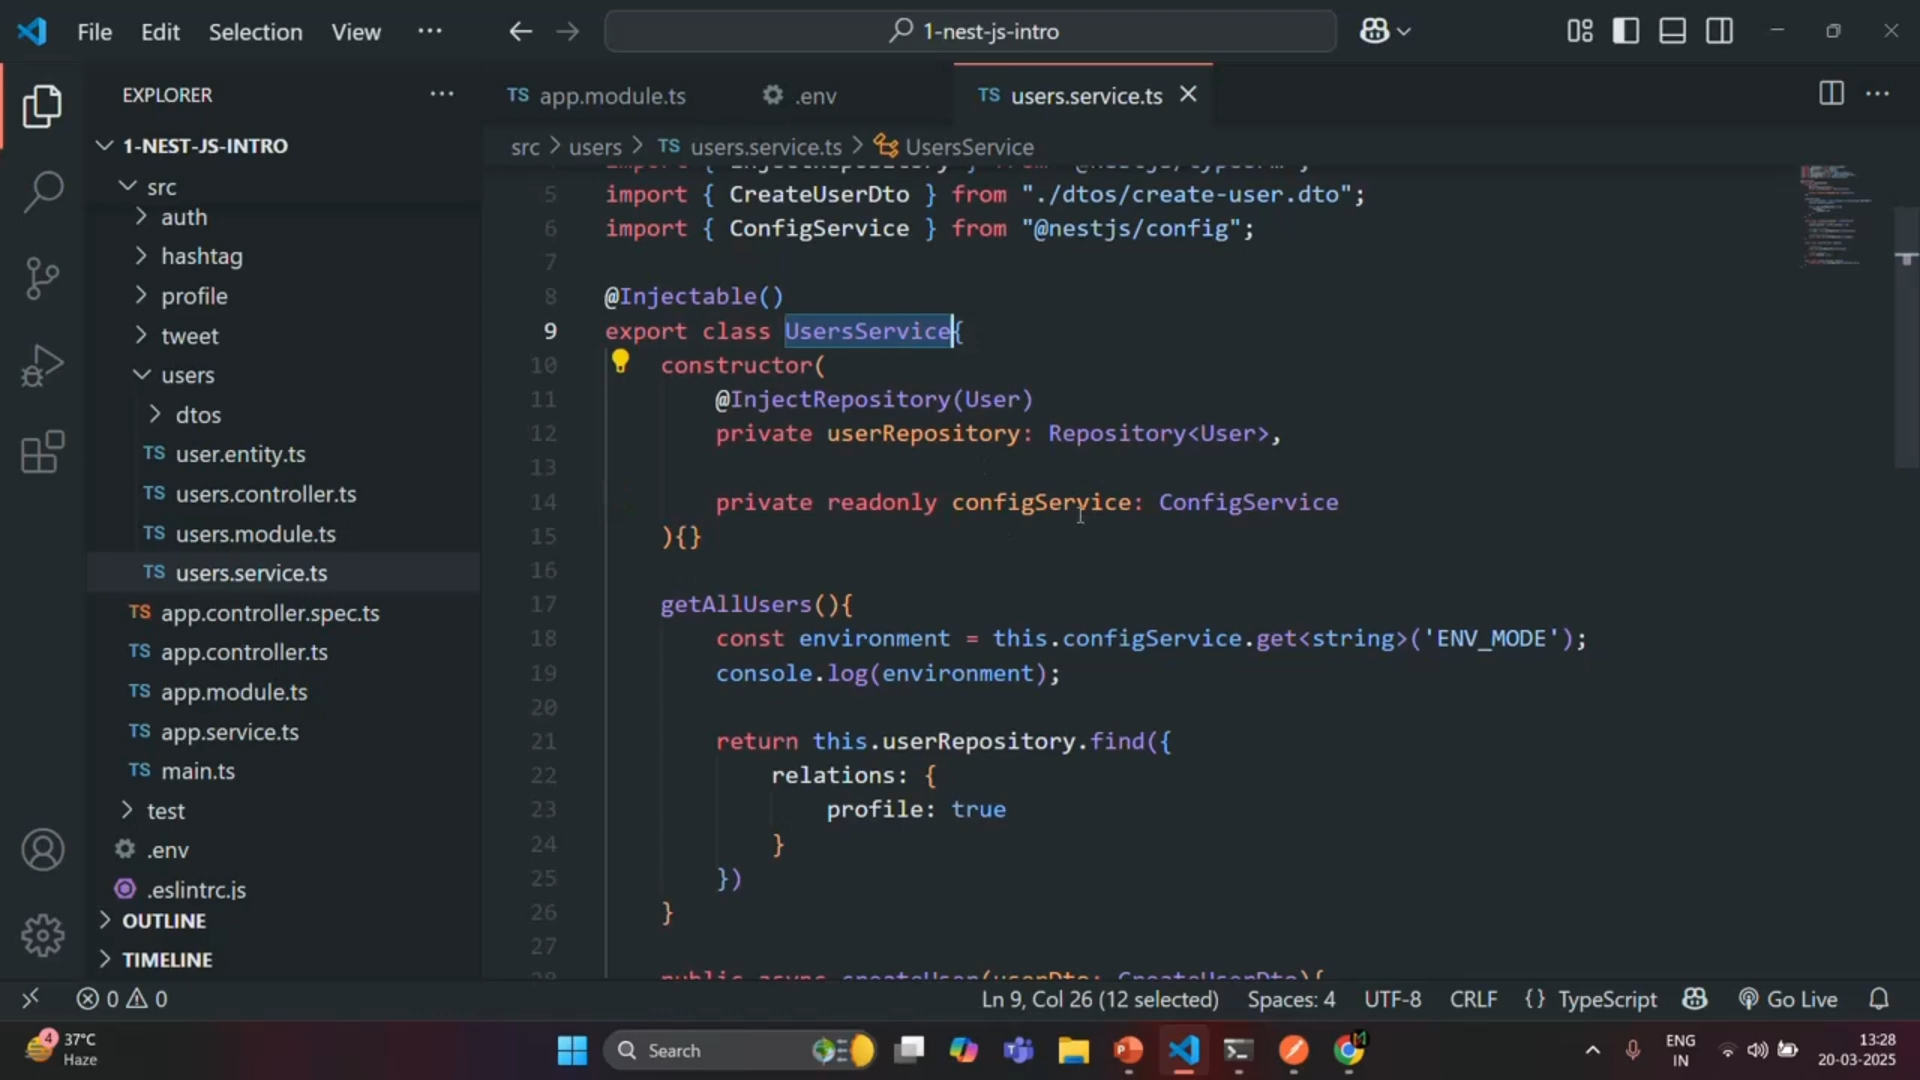 File Edit Selection View ··· 1-nest-js-intro
EXPLORER ···
TS app.module.ts .env TS users.service.ts
src > users > TS users.service.ts > UsersService
1-NEST-JS-INTRO
src
auth
hashtag
profile
tweet
users
dtos
TS user.entity.ts
TS users.controller.ts
TS users.module.ts
TS users.service.ts
TS app.controller.spec.ts
TS app.controller.ts
TS app.module.ts
TS app.service.ts
TS main.ts
test
.env
.eslintrc.js
OUTLINE
TIMELINE
5 import { CreateUserDto } from "./dtos/create-user.dto";
6 import { ConfigService } from "@nestjs/config";
7
8 @Injectable()
9 export class UsersService{
10 constructor(
11 @InjectRepository(User)
12 private userRepository: Repository<User>,
13
14 private readonly configService: ConfigService
15 ){}
16
17 getAllUsers(){
18 const environment = this.configService.get<string>('ENV_MODE');
19 console.log(environment);
20
21 return this.userRepository.find({
22 relations: {
23 profile: true
24 }
25 })
26 }
27
public async createUser(userDto: CreateUserDto){
0 0 Ln 9, Col 26 (12 selected) Spaces: 4 UTF-8 CRLF {} TypeScript Go Live
4 37°C
Haze
Search
ENG
IN
13:28
20-03-2025